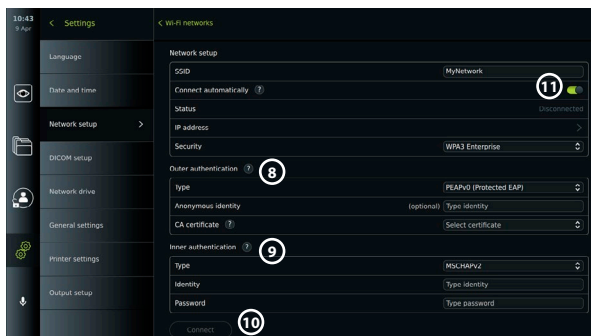 10:43
9 Apr
< Settings
< Wi-Fi networks
Language
Date and time
Network setup >
DICOM setup
Network drive
General settings
Printer settings
Output setup
Network setup
SSID MyNetwork
Connect automatically ? 11
Status Disconnected
IP address >
Security WPA3 Enterprise
Outer authentication ? 8
Type PEAPv0 (Protected EAP)
Anonymous identity (optional) Type identity
CA certificate ? Select certificate
Inner authentication ? 9
Type MSCHAPv2
Identity Type identity
Password Type password
Connect 10